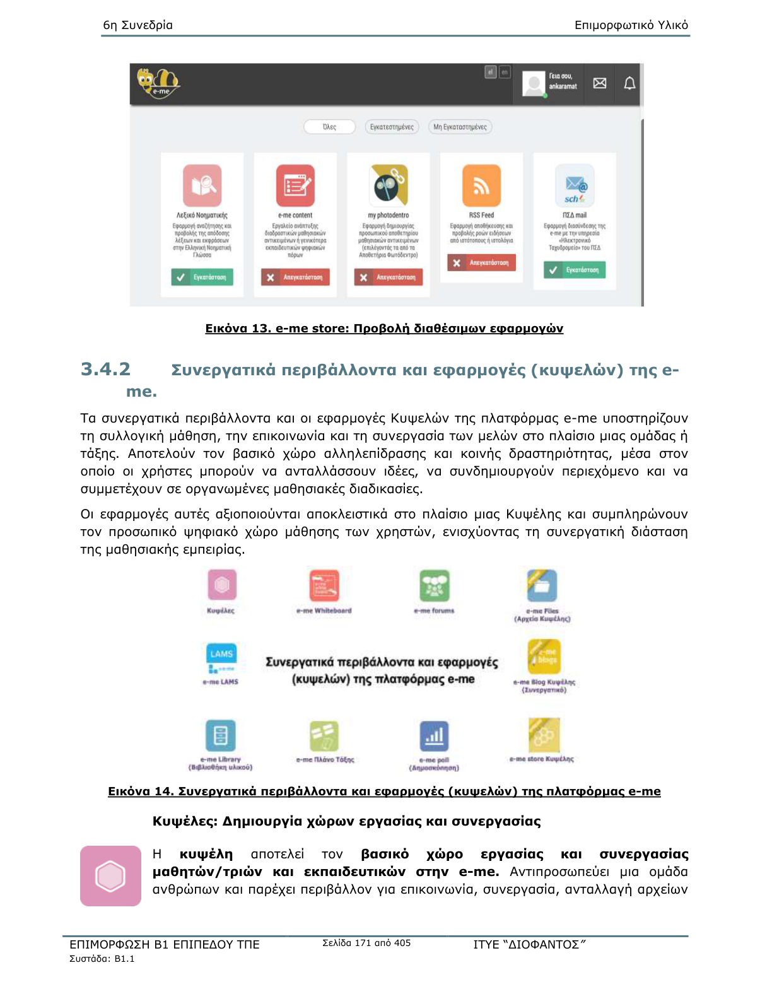 6η Συνεδρία
Επιμορφωτικό Υλικό
e-me
el
en
Γεια σου,
ankaramat
Όλες
Εγκατεστημένες
Μη Εγκαταστημένες
Λεξικό Νοηματικής
Εφαρμογή αναζήτησης και
προβολής της απόδοσης
λέξεων και εκφράσεων
στην Ελληνική Νοηματική
Γλώσσα
Εγκατάσταση
e-me content
Εργαλείο ανάπτυξης
διαδραστικών μαθησιακών
αντικειμένων ή γενικότερα
εκπαιδευτικών ψηφιακών
πόρων
Απεγκατάσταση
my photodentro
Εφαρμογή δημιουργίας
προσωπικού αποθετηρίου
μαθησιακών αντικειμένων
(επιλέγοντάς τα από τα
Αποθετήρια Φωτόδεντρο)
Απεγκατάσταση
RSS Feed
Εφαρμογή αποθήκευσης και
προβολής ροών ειδήσεων
από ιστότοπους ή ιστολόγια
Απεγκατάσταση
sch
ΠΣΔ mail
Εφαρμογή διασύνδεσης της
e-me με την υπηρεσία
«Ηλεκτρονικό
Ταχυδρομείο» του ΠΣΔ
Εγκατάσταση
Εικόνα 13. e-me store: Προβολή διαθέσιμων εφαρμογών
3.4.2 Συνεργατικά περιβάλλοντα και εφαρμογές (κυψελών) της e-
me.
Τα συνεργατικά περιβάλλοντα και οι εφαρμογές Κυψελών της πλατφόρμας e-me υποστηρίζουν
τη συλλογική μάθηση, την επικοινωνία και τη συνεργασία των μελών στο πλαίσιο μιας ομάδας ή
τάξης. Αποτελούν τον βασικό χώρο αλληλεπίδρασης και κοινής δραστηριότητας, μέσα στον
οποίο οι χρήστες μπορούν να ανταλλάσσουν ιδέες, να συνδημιουργούν περιεχόμενο και να
συμμετέχουν σε οργανωμένες μαθησιακές διαδικασίες.
Οι εφαρμογές αυτές αξιοποιούνται αποκλειστικά στο πλαίσιο μιας Κυψέλης και συμπληρώνουν
τον προσωπικό ψηφιακό χώρο μάθησης των χρηστών, ενισχύοντας τη συνεργατική διάσταση
της μαθησιακής εμπειρίας.
Κυψέλες
e-me Whiteboard
e-me forums
e-me Files
(Αρχεία Κυψέλης)
LAMS
e-me LAMS
Συνεργατικά περιβάλλοντα και εφαρμογές
(κυψελών) της πλατφόρμας e-me
e-me
blogs
e-me Blog Κυψέλης
(Συνεργατικό)
e-me Library
(Βιβλιοθήκη υλικού)
e-me Πλάνο Τάξης
e-me poll
(Δημοσκόπηση)
e-me store Κυψέλης
Εικόνα 14. Συνεργατικά περιβάλλοντα και εφαρμογές (κυψελών) της πλατφόρμας e-me
Κυψέλες: Δημιουργία χώρων εργασίας και συνεργασίας
Η κυψέλη αποτελεί τον βασικό χώρο εργασίας και συνεργασίας
μαθητών/τριών και εκπαιδευτικών στην e-me. Αντιπροσωπεύει μια ομάδα
ανθρώπων και παρέχει περιβάλλον για επικοινωνία, συνεργασία, ανταλλαγή αρχείων
ΕΠΙΜΟΡΦΩΣΗ Β1 ΕΠΙΠΕΔΟΥ ΤΠΕ
Σελίδα 171 από 405
ΙΤΥΕ “ΔΙΟΦΑΝΤΟΣ”
Συστάδα: Β1.1